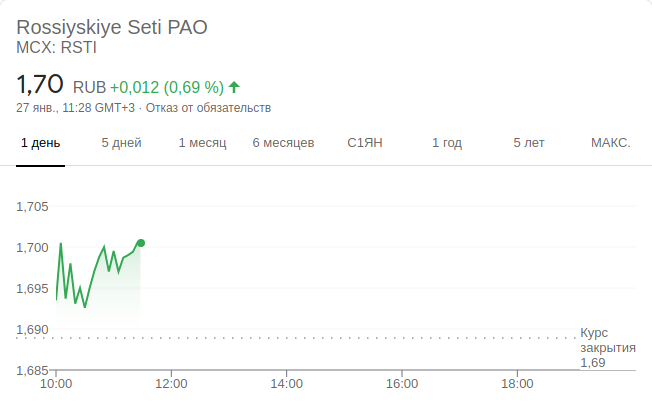 Rossiyskiye Seti PAO
MCX: RSTI
1,70 RUB +0,012 (0,69 %)
27 янв., 11:28 GMT+3 · Отказ от обязательств
1 день 5 дней 1 месяц 6 месяцев С1ЯН 1 год 5 лет МАКС.
1,705
1,700
1,695
1,690
1,685
Курс
закрытия
1,69
10:00 12:00 14:00 16:00 18:00